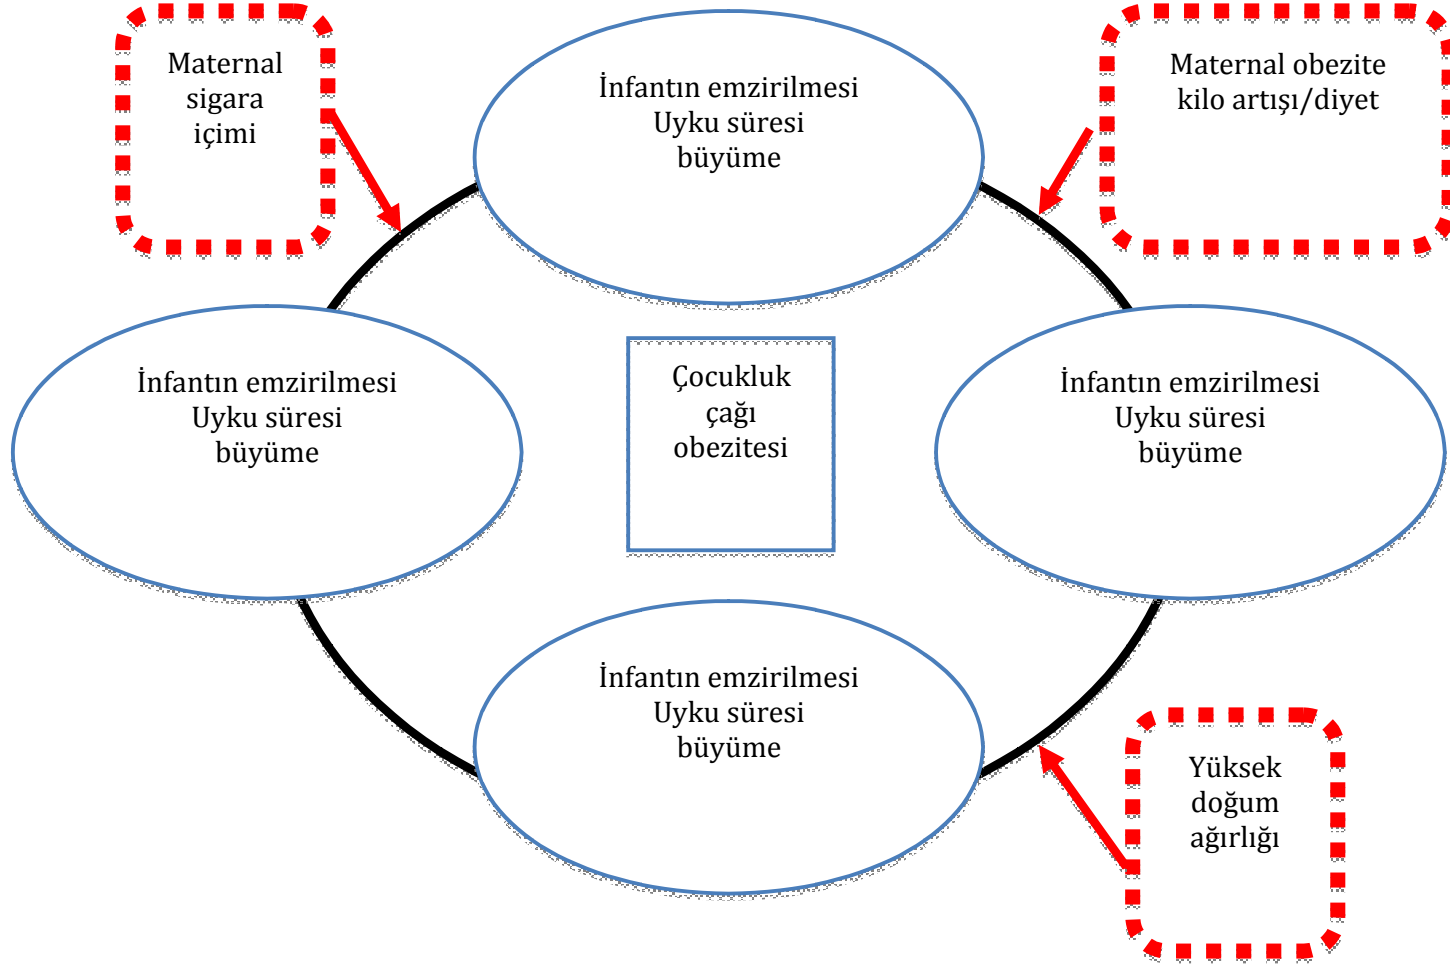 Maternal
sigara
içimi
İnfantın emzirilmesi
Uyku süresi
büyüme
Maternal obezite
kilo artışı/diyet
İnfantın emzirilmesi
Uyku süresi
büyüme
Çocukluk
çağı
obezitesi
İnfantın emzirilmesi
Uyku süresi
büyüme
İnfantın emzirilmesi
Uyku süresi
büyüme
Yüksek
doğum
ağırlığı